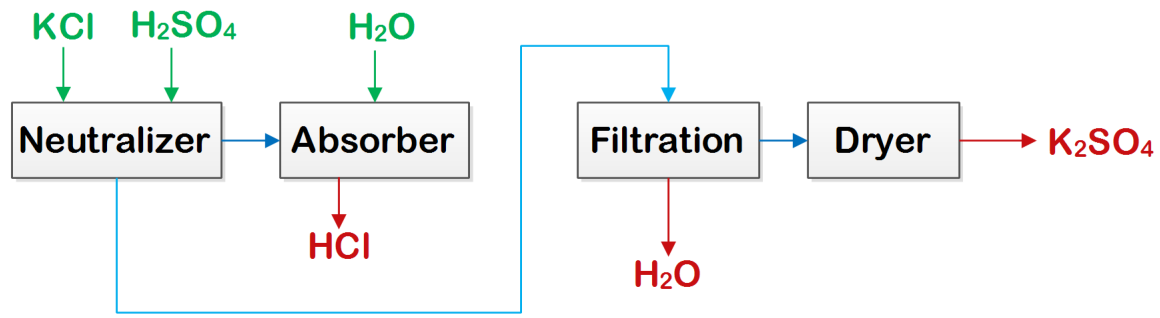 KCl
H₂SO₄
H₂O
Neutralizer
Absorber
Filtration
Dryer
K₂SO₄
HCl
H₂O